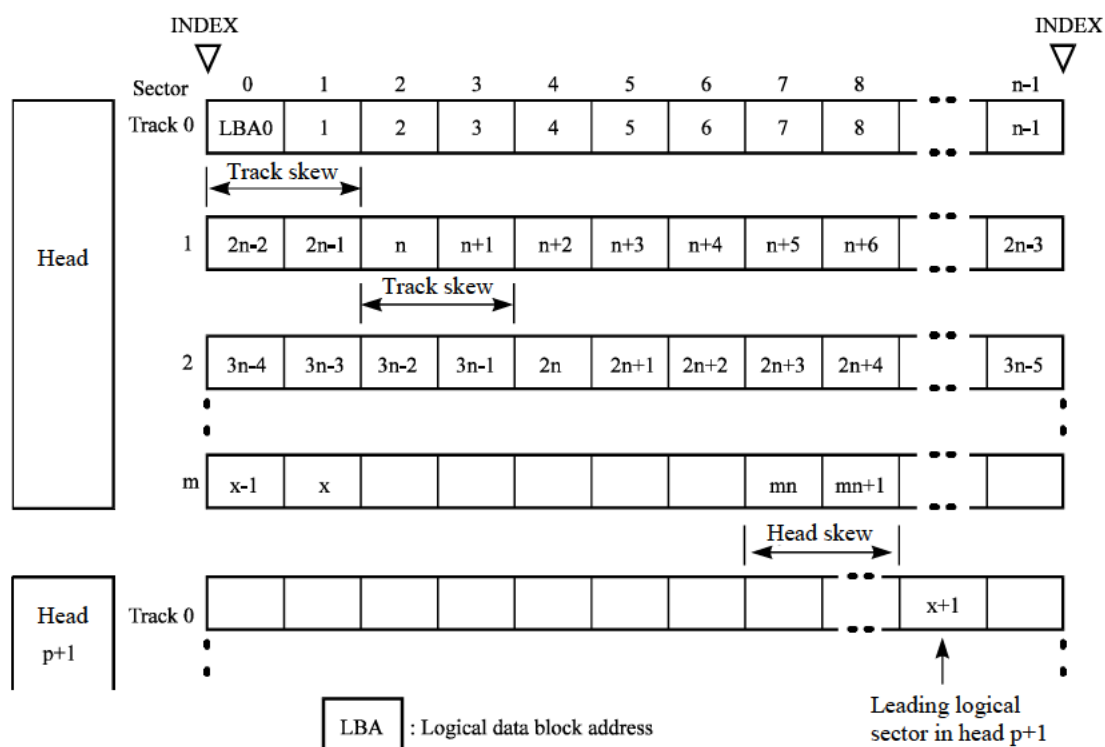 INDEX INDEX
Sector 0 1 2 3 4 5 6 7 8 n-1
Track 0 LBA0 1 2 3 4 5 6 7 8 n-1
Track skew
Head
1 2n-2 2n-1 n n+1 n+2 n+3 n+4 n+5 n+6 2n-3
Track skew
2 3n-4 3n-3 3n-2 3n-1 2n 2n+1 2n+2 2n+3 2n+4 3n-5
m x-1 x mn mn+1
Head skew
Head
p+1
Track 0 x+1
Leading logical
sector in head p+1
LBA : Logical data block address